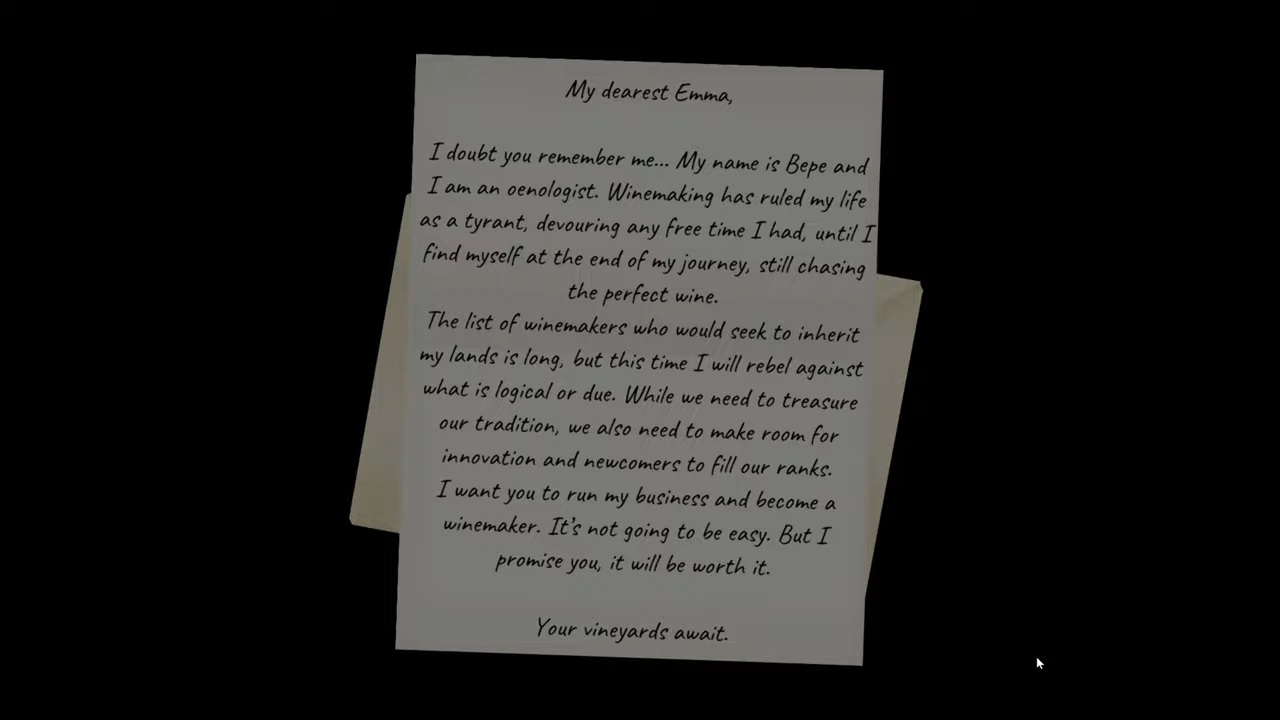 My dearest Emma,
I doubt you remember me... My name is Bepe and
I am an oenologist. Winemaking has ruled my life
as a tyrant, devouring any free time I had, until I
find myself at the end of my journey, still chasing
the perfect wine.
The list of winemakers who would seek to inherit
my lands is long, but this time I will rebel against
what is logical or due. While we need to treasure
our tradition, we also need to make room for
innovation and newcomers to fill our ranks.
I want you to run my business and become a
winemaker. It's not going to be easy. But I
promise you, it will be worth it.
Your vineyards await.